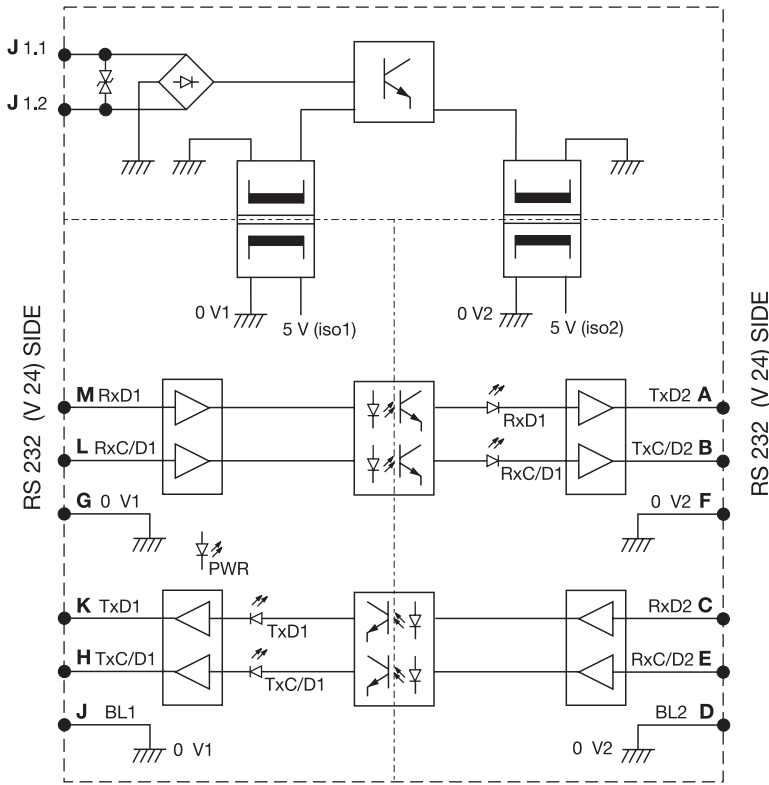 J 1.1
J 1.2
0 V1
5 V (iso1)
0 V2
5 V (iso2)
RS 232 (V 24) SIDE
RS 232 (V 24) SIDE
M RxD1
RxD1
TxD2 A
L RxC/D1
RxC/D1
TxC/D2 B
G 0 V1
0 V2 F
PWR
K TxD1
TxD1
RxD2 C
H TxC/D1
TxC/D1
RxC/D2 E
J BL1
0 V1
0 V2
BL2 D